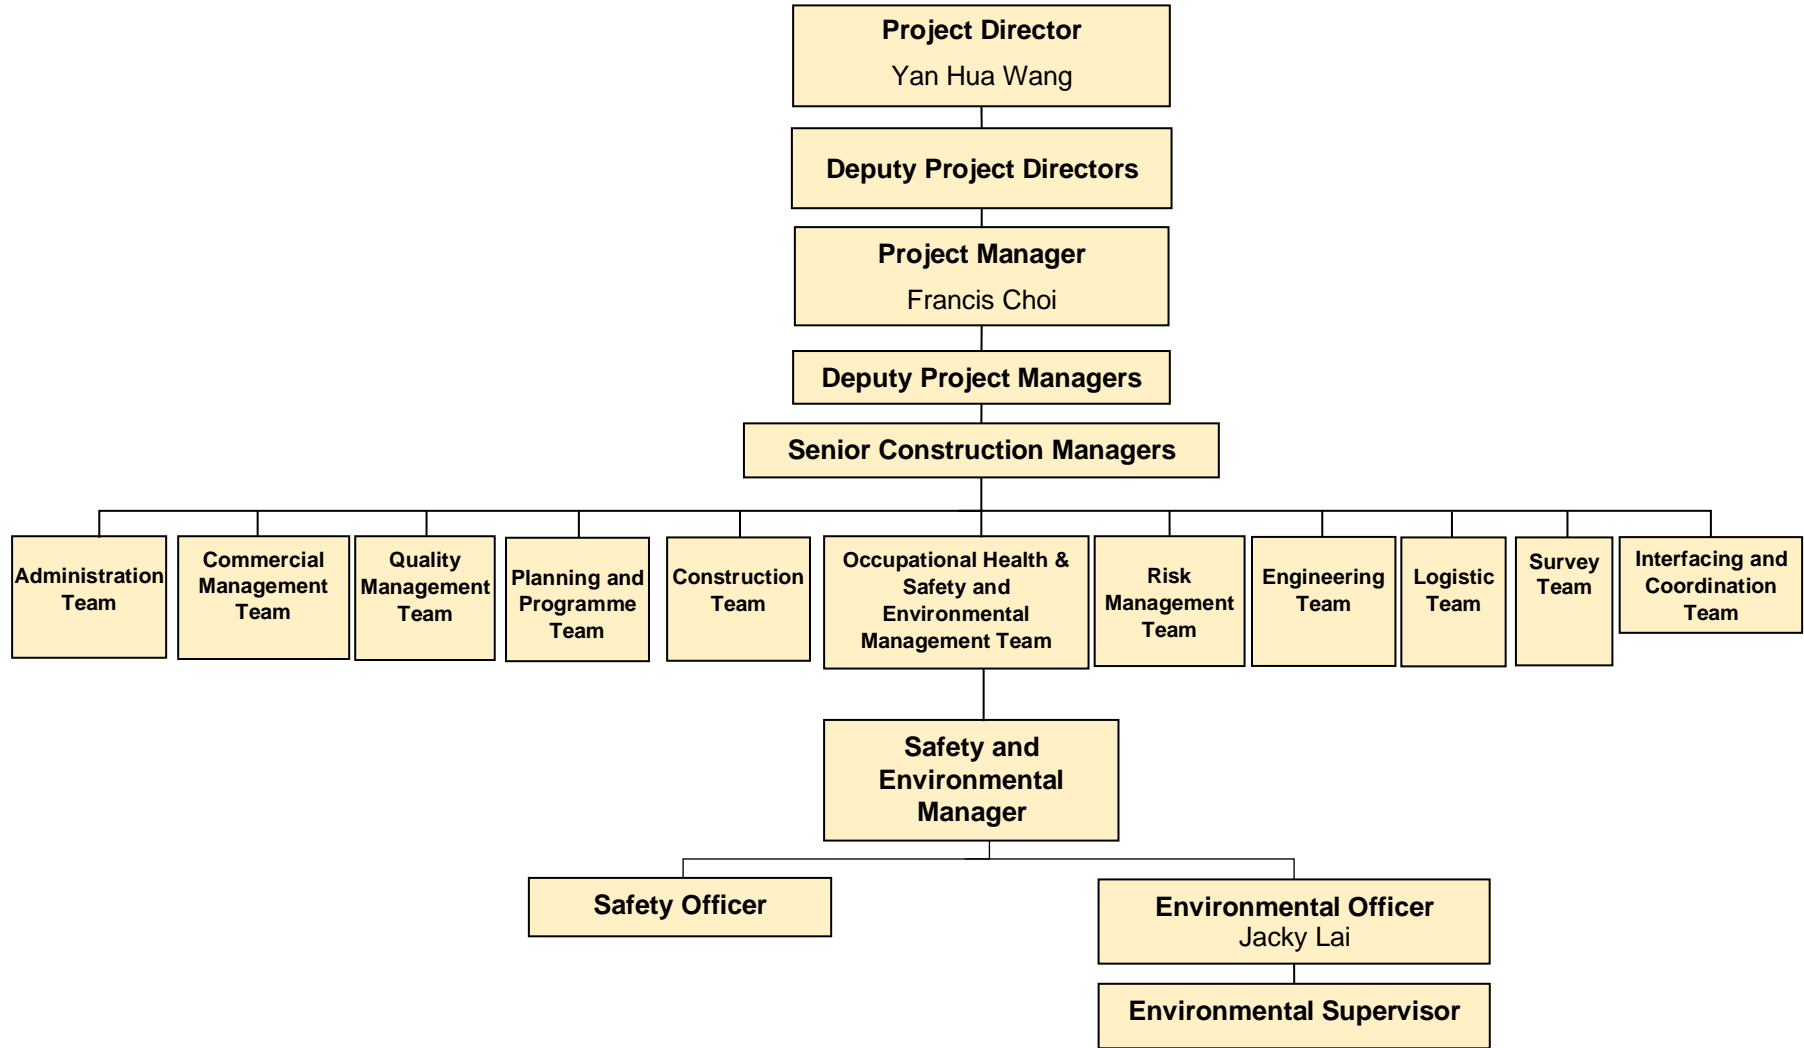 Project Director
Yan Hua Wang
Deputy Project Directors
Project Manager
Francis Choi
Deputy Project Managers
Senior Construction Managers
Administration
Team
Commercial
Management
Team
Quality
Management
Team
Planning and
Programme
Team
Construction
Team
Occupational Health &
Safety and
Environmental
Management Team
Risk
Management
Team
Engineering
Team
Logistic
Team
Survey
Team
Interfacing and
Coordination
Team
Safety and
Environmental
Manager
Safety Officer
Environmental Officer
Jacky Lai
Environmental Supervisor